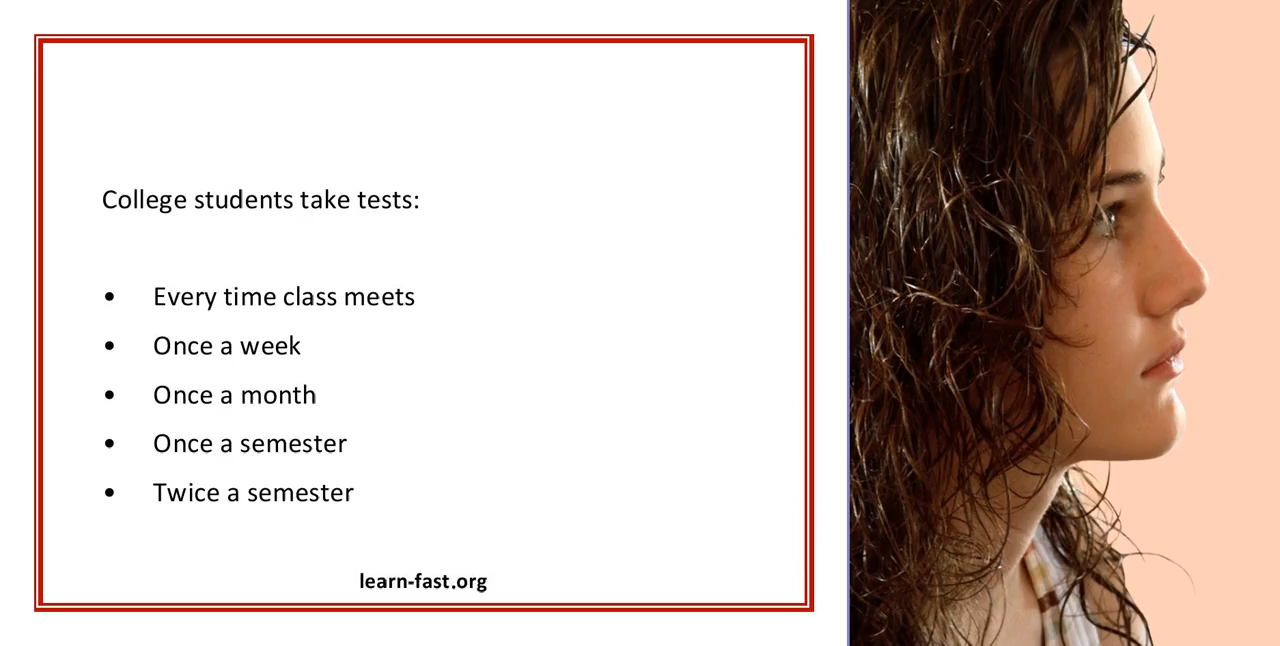 College students take tests:
• Every time class meets
• Once a week
• Once a month
• Once a semester
• Twice a semester
learn-fast.org